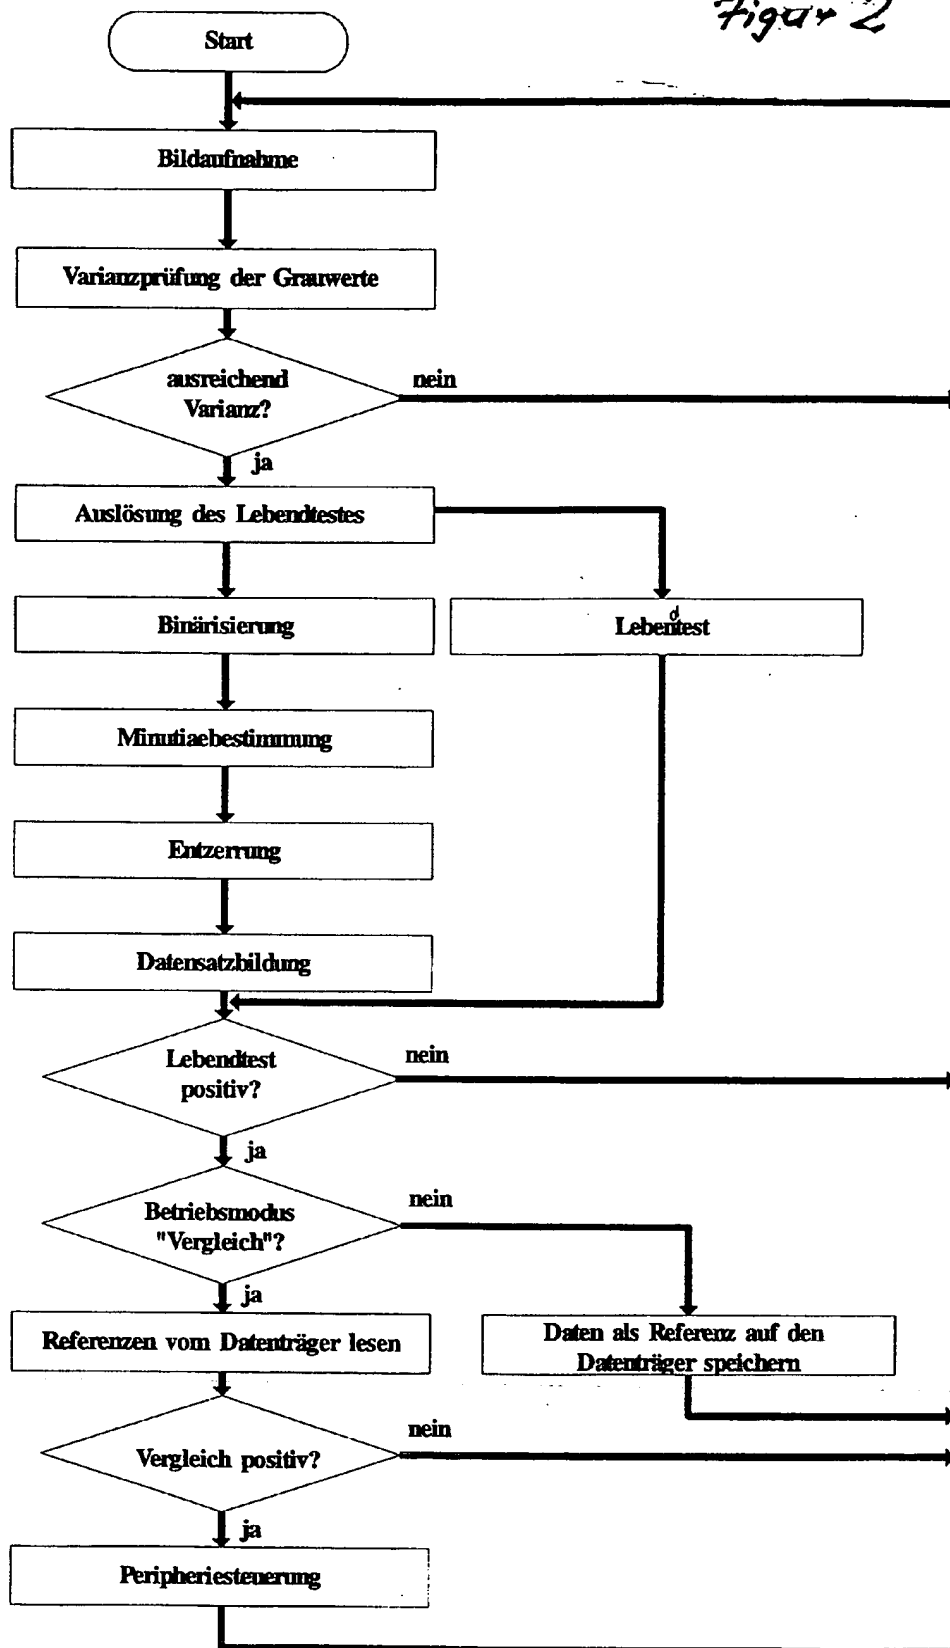 Figur 2
Start
Bildaufnahme
Varianzprüfung der Grauwerte
ausreichend
Varianz?
nein
ja
Auslösung des Lebendtestes
Binärisierung
Lebendtest
Minutiaebestimmung
Entzerrung
Datensatzbildung
Lebendtest
positiv?
nein
ja
Betriebsmodus
"Vergleich"?
nein
ja
Referenzen vom Datenträger lesen
Daten als Referenz auf den
Datenträger speichern
Vergleich positiv?
nein
ja
Peripheriesteuerung